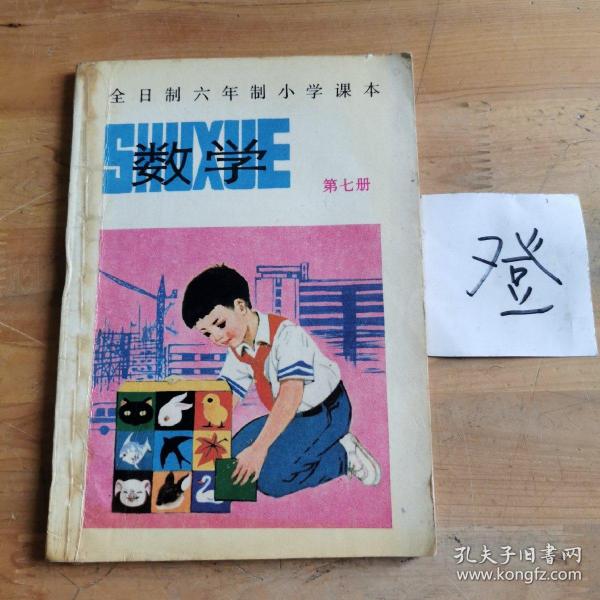 全日制六年制小学课本
SHUXUE
数学
第七册
登
孔夫子旧书网
www.kongfz.com